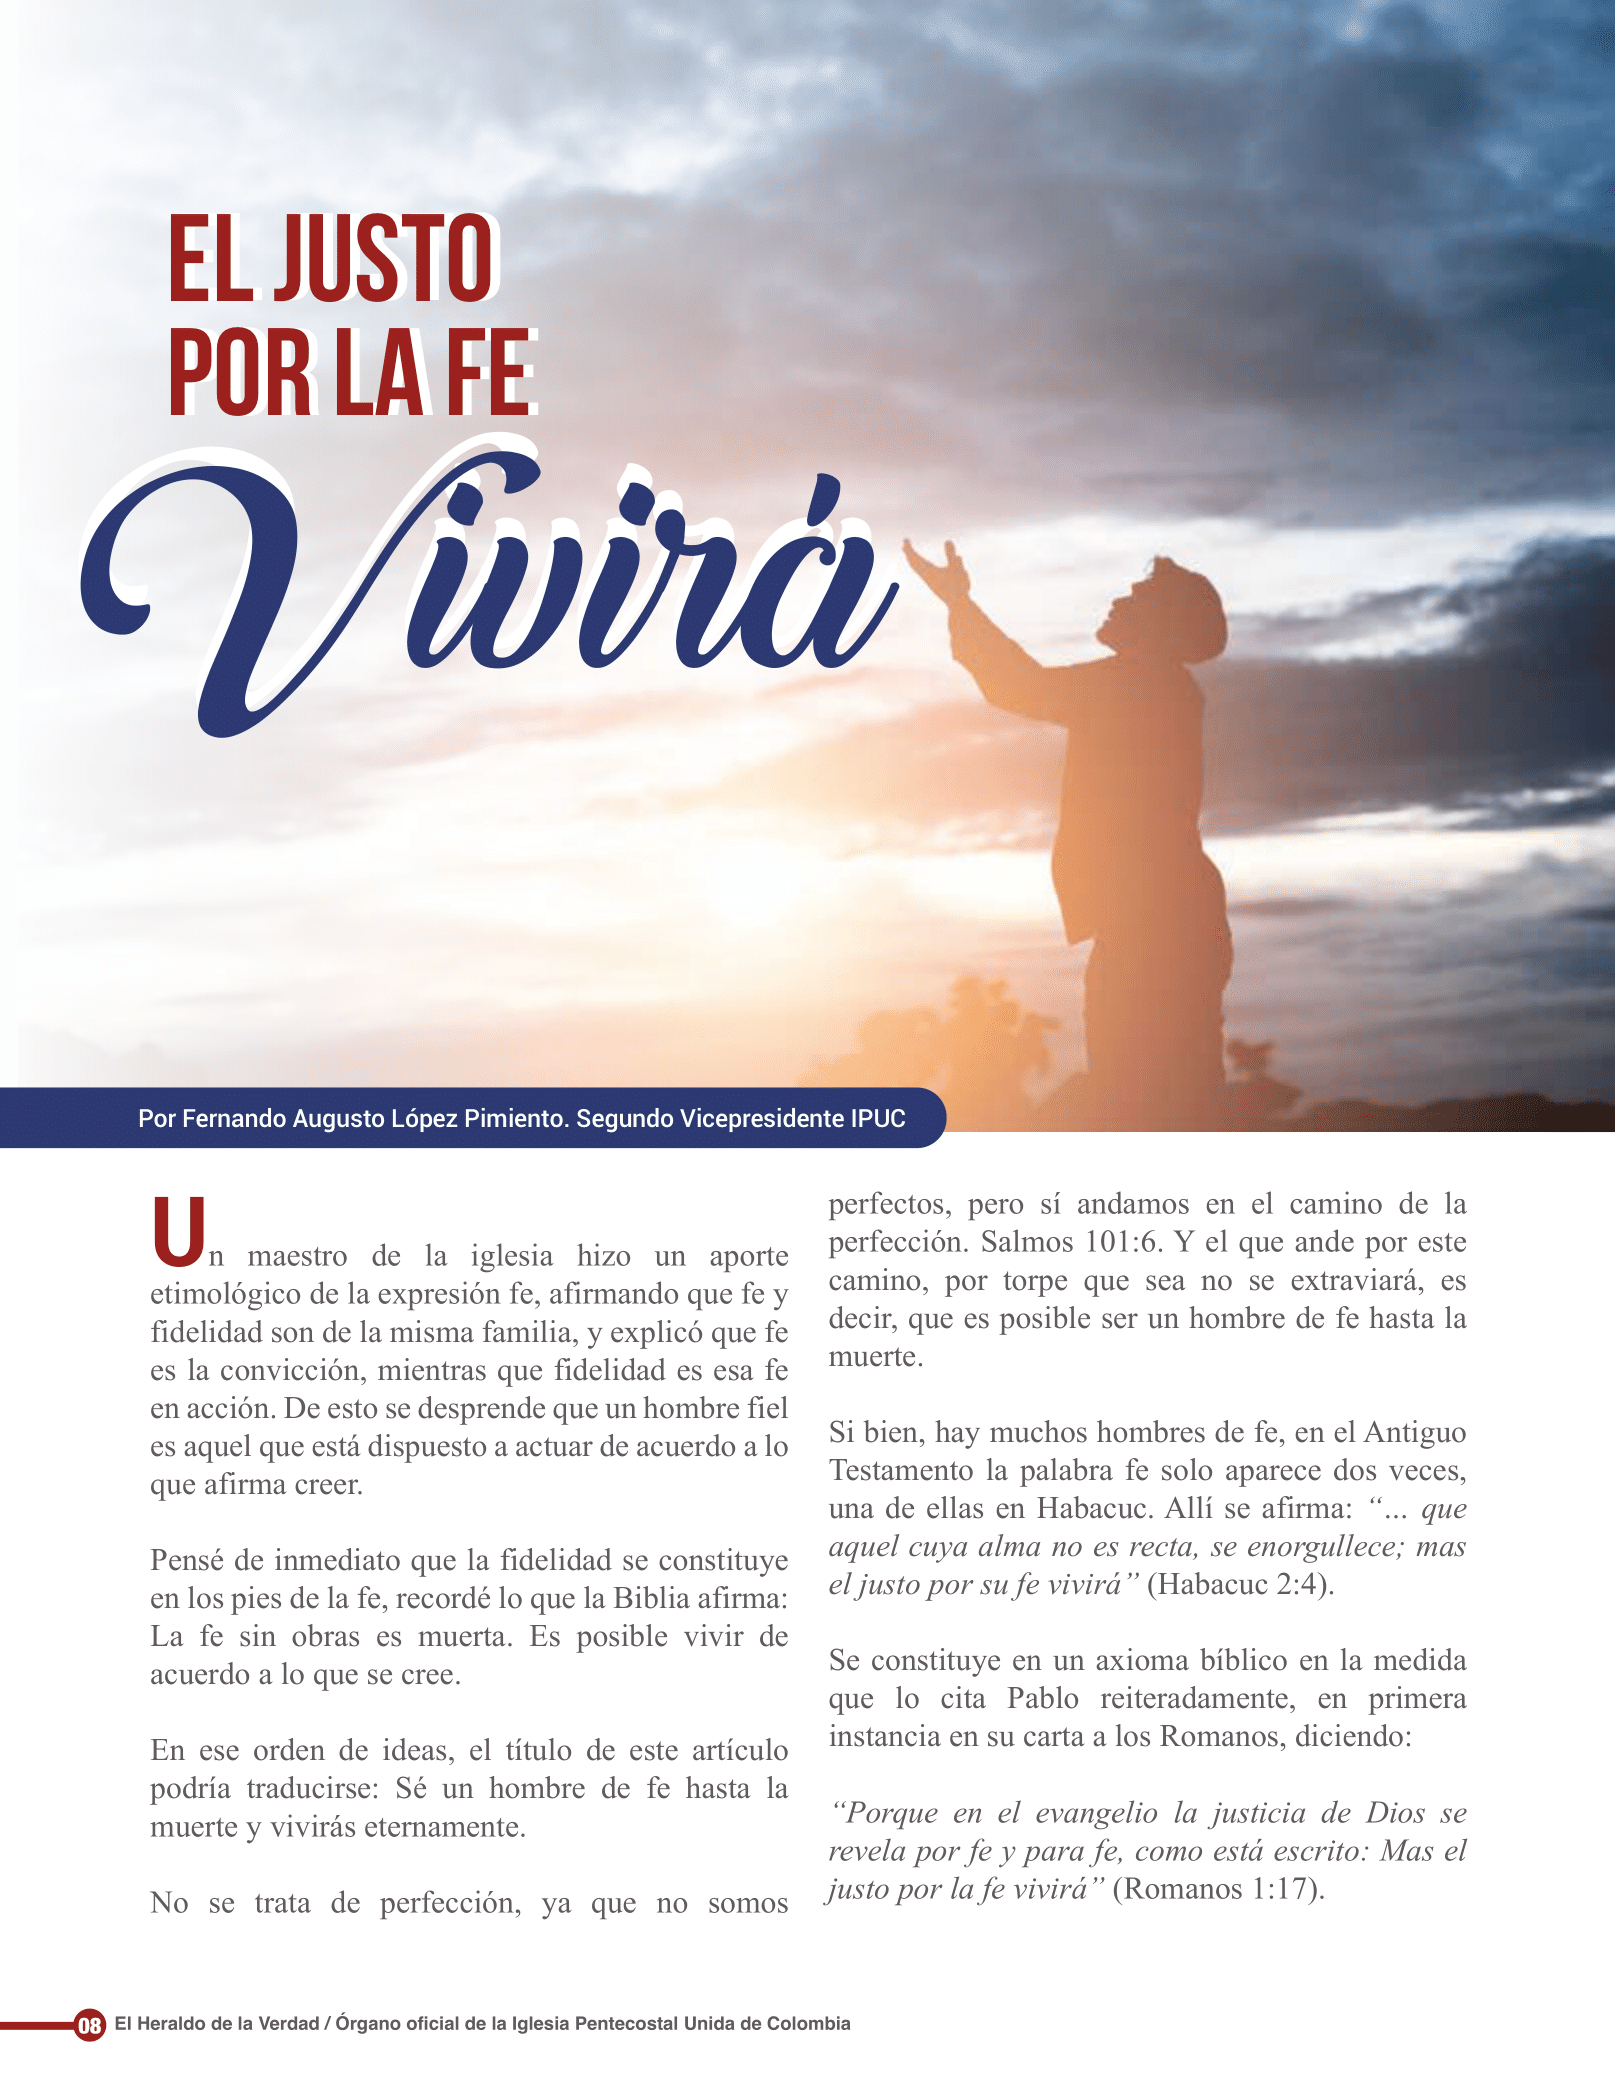 EL JUSTO
POR LA FE
Vivirá
Por Fernando Augusto López Pimiento. Segundo Vicepresidente IPUC
Un maestro de la iglesia hizo un aporte
etimológico de la expresión fe, afirmando que fe y
fidelidad son de la misma familia, y explicó que fe
es la convicción, mientras que fidelidad es esa fe
en acción. De esto se desprende que un hombre fiel
es aquel que está dispuesto a actuar de acuerdo a lo
que afirma creer.
Pensé de inmediato que la fidelidad se constituye
en los pies de la fe, recordé lo que la Biblia afirma:
La fe sin obras es muerta. Es posible vivir de
acuerdo a lo que se cree.
En ese orden de ideas, el título de este artículo
podría traducirse: Sé un hombre de fe hasta la
muerte y vivirás eternamente.
No se trata de perfección, ya que no somos
perfectos, pero sí andamos en el camino de la
perfección. Salmos 101:6. Y el que ande por este
camino, por torpe que sea no se extraviará, es
decir, que es posible ser un hombre de fe hasta la
muerte.
Si bien, hay muchos hombres de fe, en el Antiguo
Testamento la palabra fe solo aparece dos veces,
una de ellas en Habacuc. Allí se afirma: “... que
aquel cuya alma no es recta, se enorgullece; mas
el justo por su fe vivirá” (Habacuc 2:4).
Se constituye en un axioma bíblico en la medida
que lo cita Pablo reiteradamente, en primera
instancia en su carta a los Romanos, diciendo:
“Porque en el evangelio la justicia de Dios se
revela por fe y para fe, como está escrito: Mas el
justo por la fe vivirá” (Romanos 1:17).
08 El Heraldo de la Verdad / Órgano oficial de la Iglesia Pentecostal Unida de Colombia